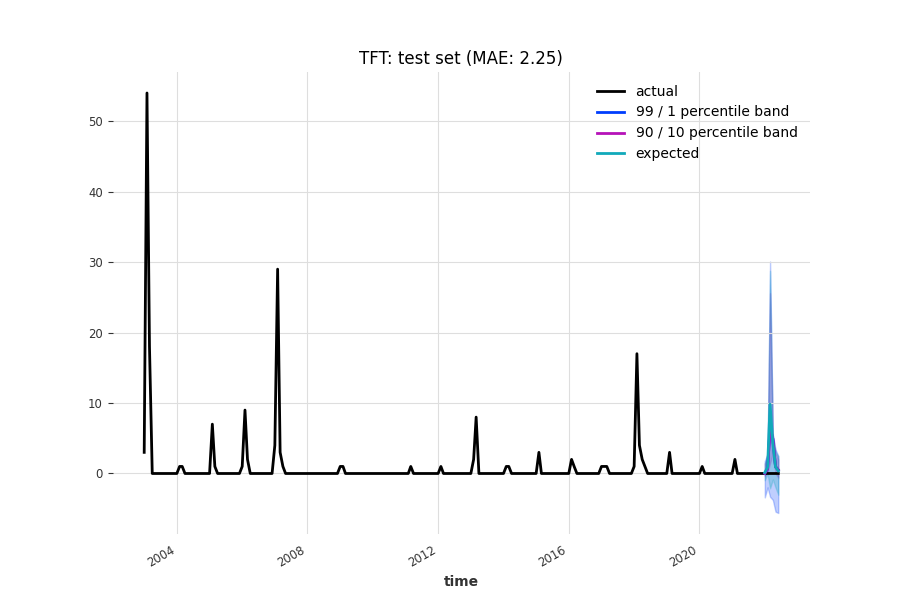 TFT: test set (MAE: 2.25)
actual
99 / 1 percentile band
90 / 10 percentile band
expected
50
40
30
20
10
0
2004
2008
2012
2016
2020
time